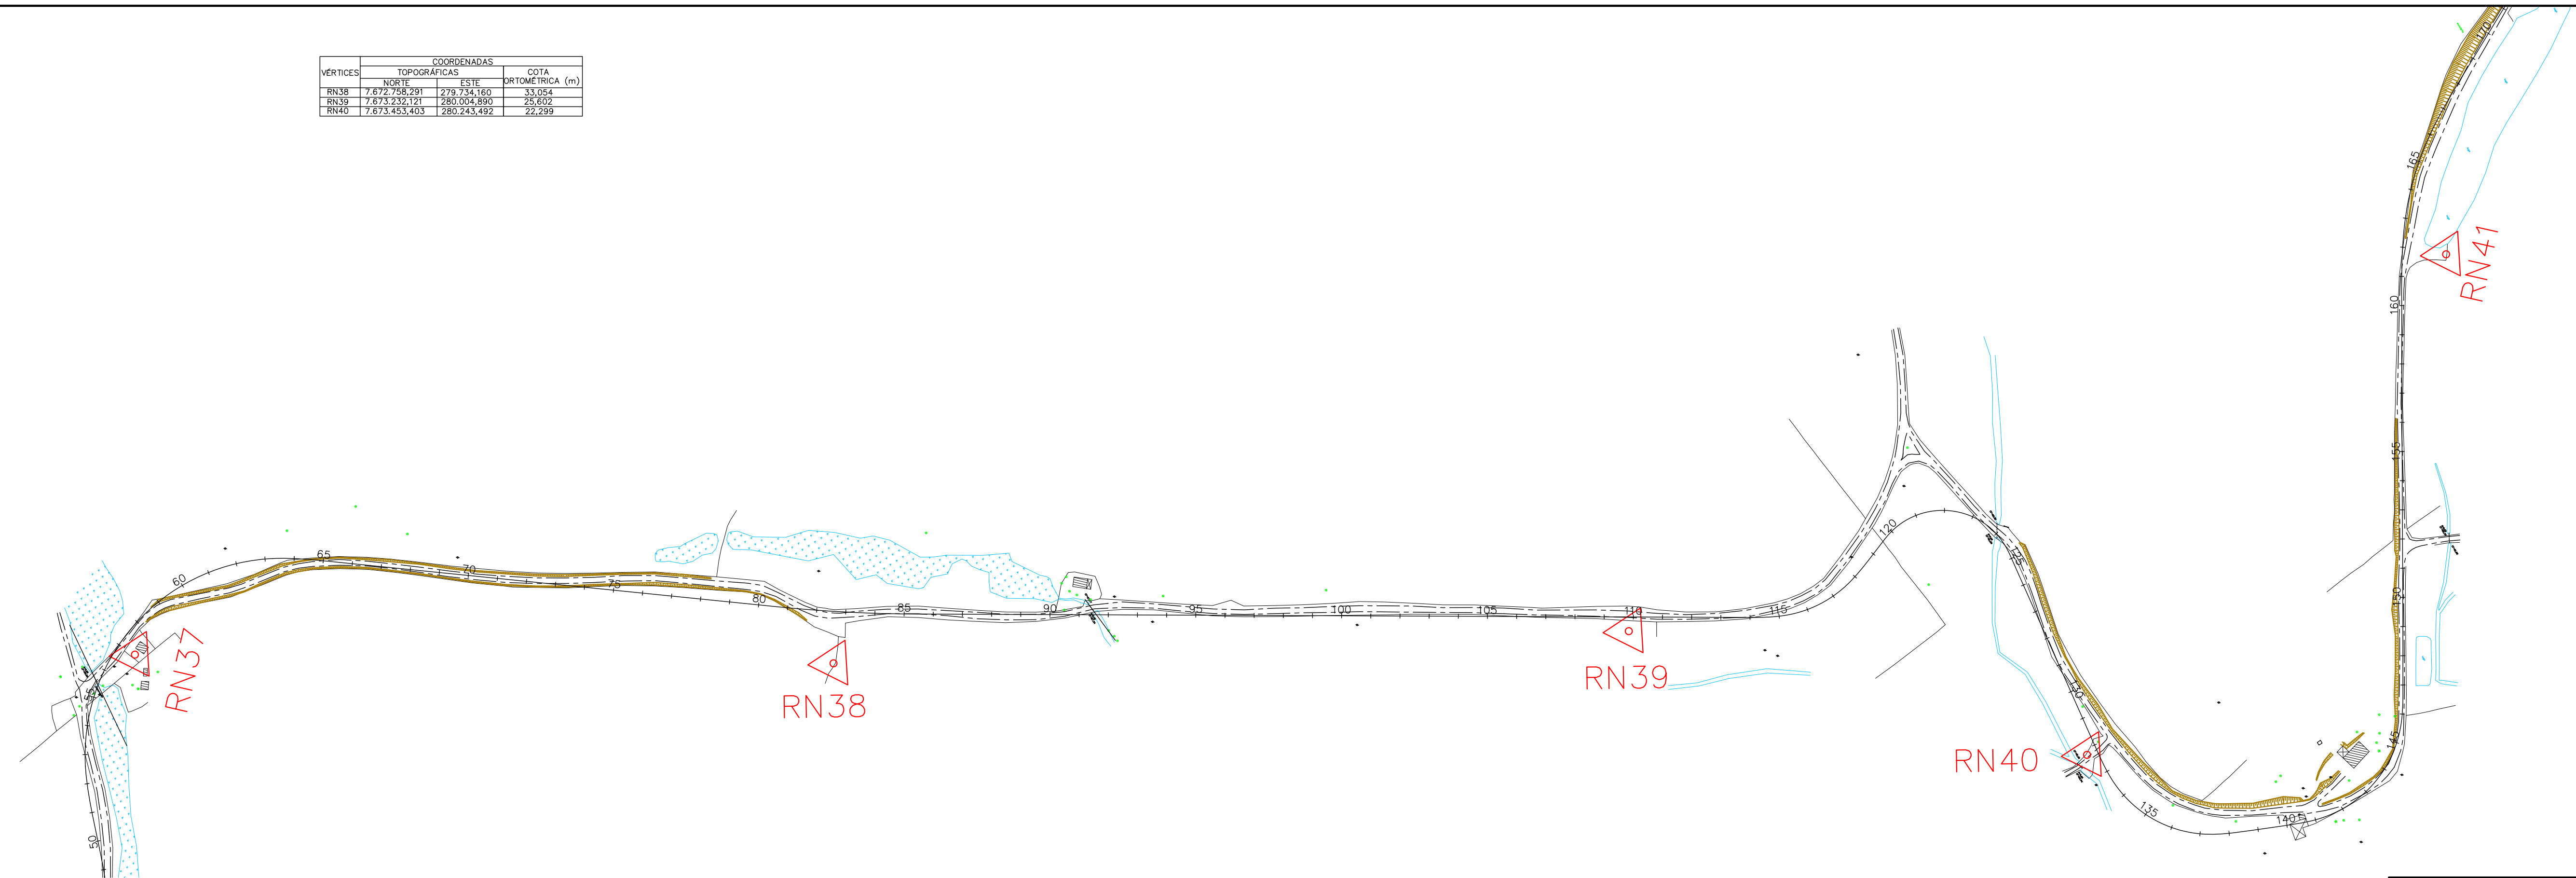 COORDENADAS
VÉRTICES TOPOGRÁFICAS COTA ORTOMÉTRICA (m)
NORTE ESTE
RN38 7.672.758,291 279.734,160 33,054
RN39 7.673.232,121 280.004,890 25,602
RN40 7.673.453,403 280.243,492 22,299
170
165
RN41
160
155
150
145
140
135
130
125
120
115
110
105
100
95
90
85
80
75
70
65
60
55
50
RN37
RN38
RN39
RN40